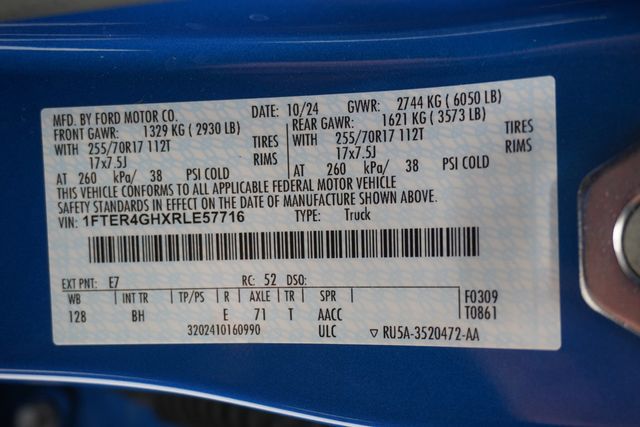 MFD. BY FORD MOTOR CO.
DATE: 10/24 GVWR: 2744 KG ( 6050 LB)
FRONT GAWR: 1329 KG ( 2930 LB)
REAR GAWR: 1621 KG ( 3573 LB)
WITH 255/70R17 112T TIRES
WITH 255/70R17 112T TIRES
17x7.5J RIMS
17x7.5J RIMS
AT 260 kPa/ 38 PSI COLD
AT 260 kPa/ 38 PSI COLD
THIS VEHICLE CONFORMS TO ALL APPLICABLE FEDERAL MOTOR VEHICLE
SAFETY STANDARDS IN EFFECT ON THE DATE OF MANUFACTURE SHOWN ABOVE.
VIN: 1FTER4GHXRLE57716 TYPE: Truck
EXT PNT: E7 RC: 52 DSO:
WB INT TR TP/PS R AXLE TR SPR F0309
128 BH E 71 T AACC T0861
3202410160990 ULC ▽ RU5A-3520472-AA